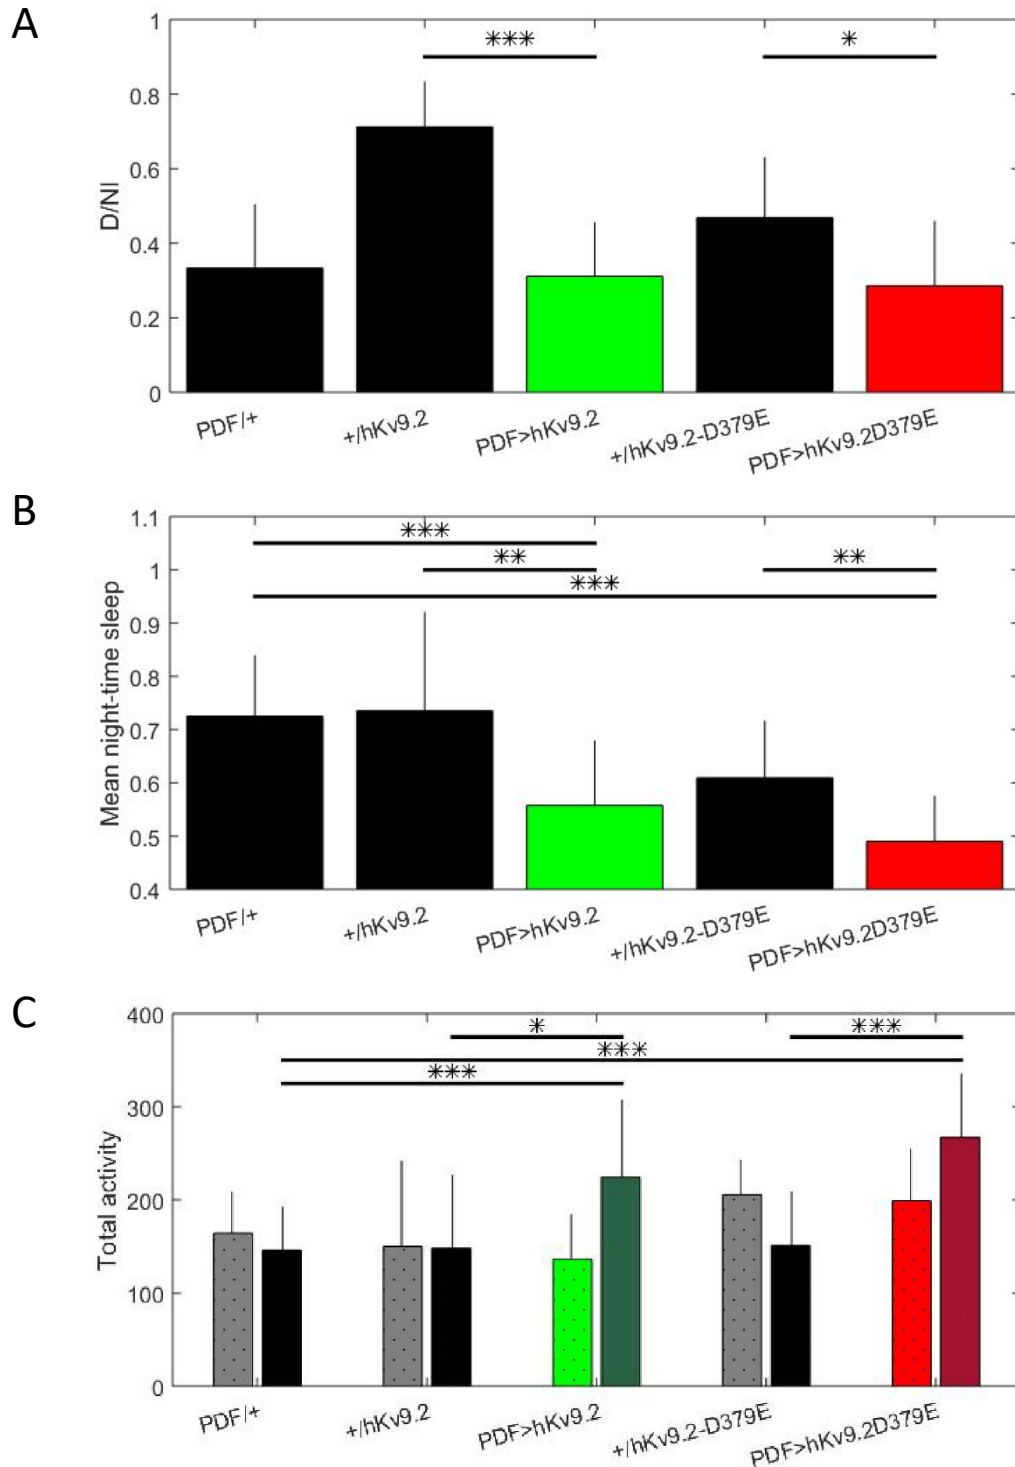 A
1
0.8
0.6
0.4
0.2
0
D/NI
***
*
PDF/+
+/hKv9.2
PDF>hKv9.2
+/hKv9.2-D379E
PDF>hKv9.2D379E
B
1.1
1
0.9
0.8
0.7
0.6
0.5
0.4
Mean night-time sleep
***
**
**
***
PDF/+
+/hKv9.2
PDF>hKv9.2
+/hKv9.2-D379E
PDF>hKv9.2D379E
C
400
300
200
100
0
Total activity
*
***
***
***
PDF/+
+/hKv9.2
PDF>hKv9.2
+/hKv9.2-D379E
PDF>hKv9.2D379E